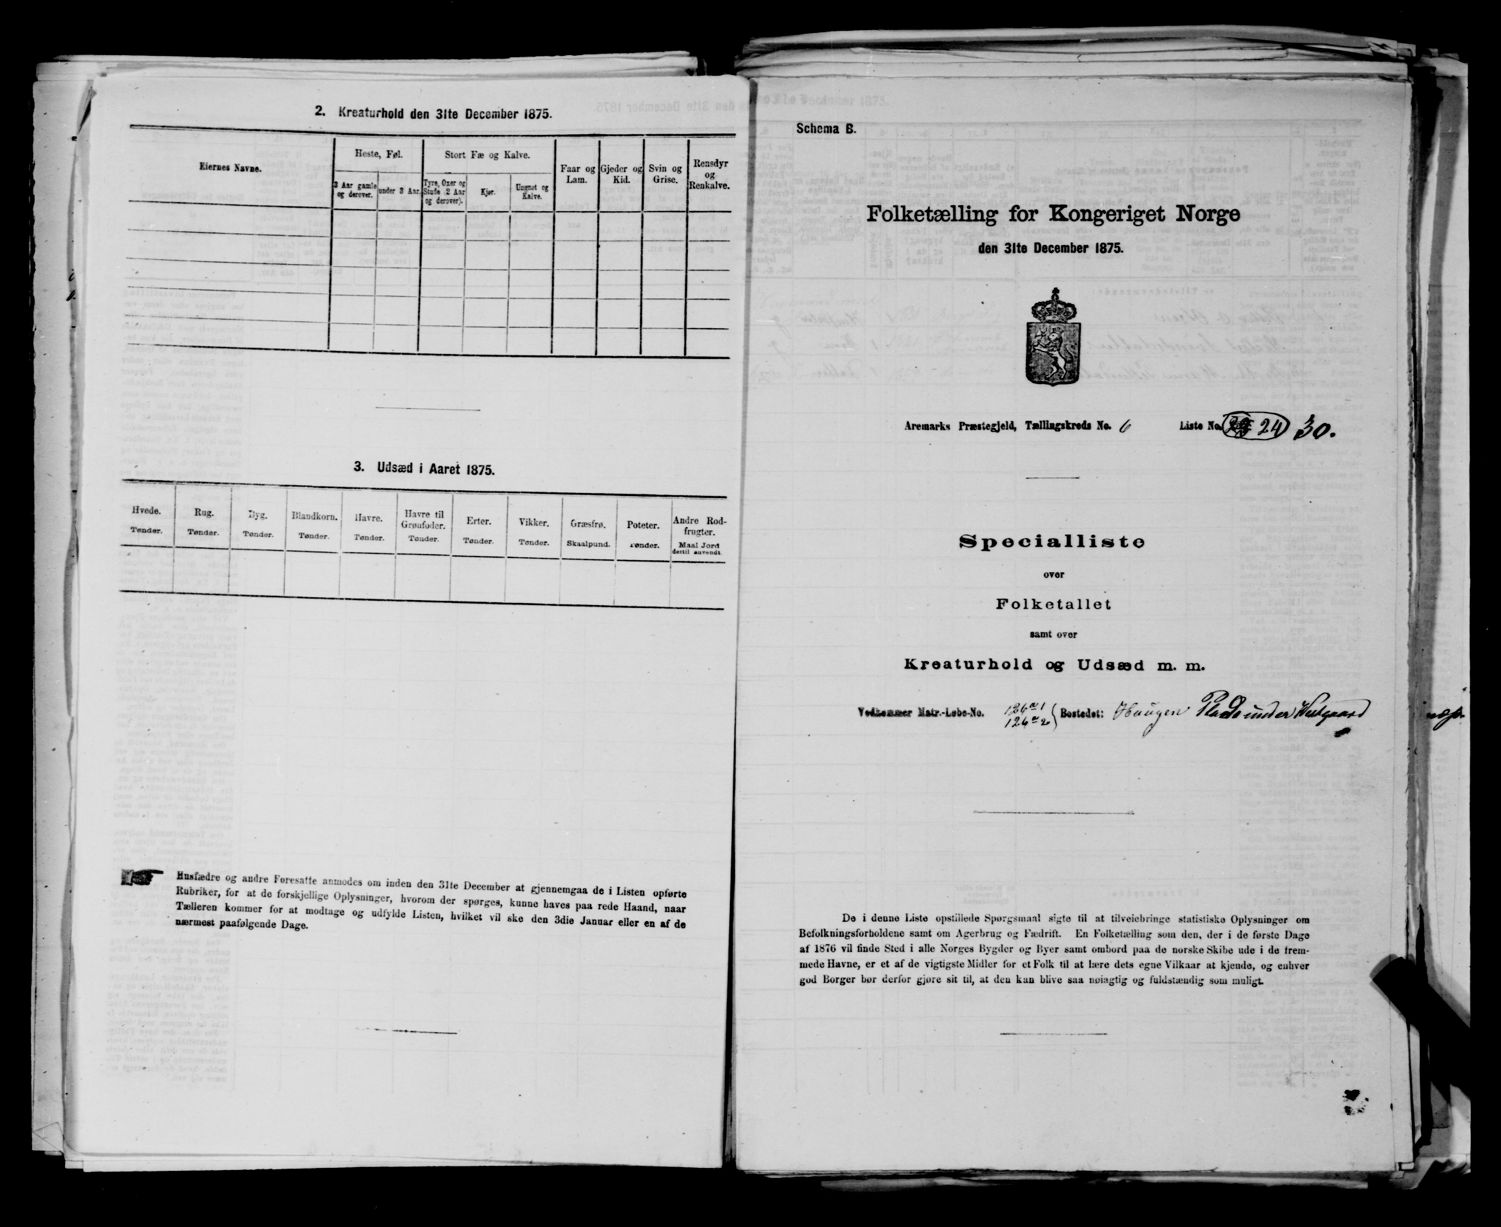 2. Kreaturhold den 31te December 1875.
Eiernes Navne.
Heste, Føl.
Stort Fæ og Kalve.
Faar og Lam.
Gjeder og Kid.
Svin og Grise.
Rensdyr og Renkalve.
3 Aar gamle og derover.
under 3 Aar.
Tyre, Oxer og Stude (2 Aar og derover).
Kjør.
Ungnøt og Kalve.
3. Udsæd i Aaret 1875.
Hvede.
Rug.
Byg.
Blandkorn.
Havre.
Havre til Grønfoder.
Erter.
Vikker.
Græsfrø.
Poteter.
Andre Rodfrugter.
Tønder.
Tønder.
Tønder.
Tønder.
Tønder.
Tønder.
Tønder.
Tønder.
Skaalpund.
Tønder.
Maal Jord dertil anvendt.
Husfædre og andre Foresatte anmodes om inden den 31te December at gjennemgaa de i Listen opførte
Rubriker, for at de forskjellige Oplysninger, hvorom der spørges, kunne haves paa rede Haand, naar
Tælleren kommer for at modtage og udfylde Listen, hvilket vil ske den 3die Januar eller en af de
nærmest paafølgende Dage.
Schema B.
Folketælling for Kongeriget Norge
den 31te December 1875.
Aremarks Præstegjeld, Tællingskreds No. 6 Liste No. 24 30.
Specialliste
over
Folketallet
samt over
Kreaturhold og Udsæd m. m.
Vedkommer Matr.-Løbe-No. 126 a 1 Bostedet: Haugen Plads under Vestgaard
126 a 2
De i denne Liste opstillede Spørgsmaal sigte til at tilveiebringe statistiske Oplysninger om
Befolkningsforholdene samt om Agerbrug og Fædrift. En Folketælling som den, der i de første Dage
af 1876 vil finde Sted i alle Norges Bygder og Byer samt ombord paa de norske Skibe ude i de frem-
mede Havne, er et af de vigtigste Midler for et Folk til at lære dets egne Vilkaar at kjende, og enhver
god Borger bør derfor gjøre sit til, at den kan blive saa nøiagtig og fuldstændig som muligt.